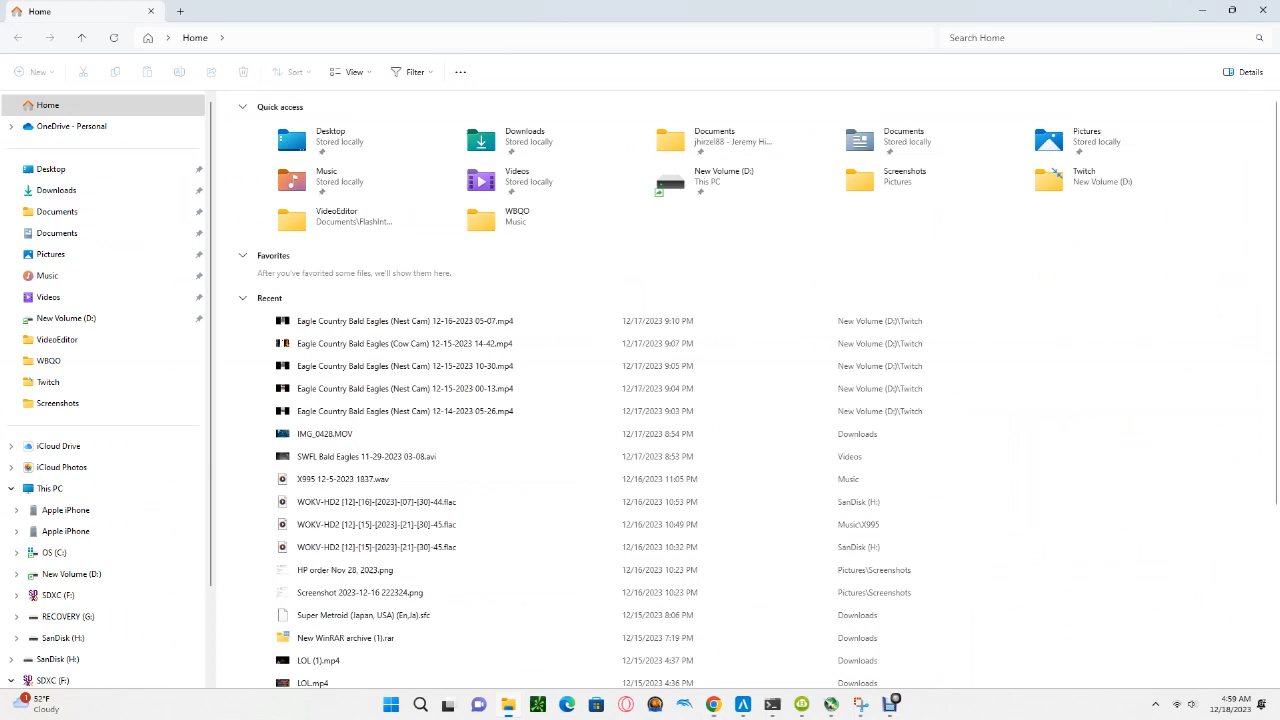 Home
Home
Search Home
New
Sort
View
Filter
Details
Home
OneDrive - Personal
Desktop
Downloads
Documents
Documents
Pictures
Music
Videos
New Volume (D:)
VideoEditor
WBQO
Twitch
Screenshots
iCloud Drive
iCloud Photos
This PC
Apple iPhone
Apple iPhone
OS (C:)
New Volume (D:)
SDXC (F:)
RECOVERY (G:)
SanDisk (H:)
SanDisk (H:)
SDXC (F:)
Quick access
Desktop
Stored locally
Downloads
Stored locally
Documents
jhirzel88 - Jeremy Hi...
Documents
Stored locally
Pictures
Stored locally
Music
Stored locally
Videos
Stored locally
New Volume (D:)
This PC
Screenshots
Pictures
Twitch
New Volume (D:)
VideoEditor
Documents\FlashInt...
WBQO
Music
Favorites
After you've favorited some files, we'll show them here.
Recent
Eagle Country Bald Eagles (Nest Cam) 12-16-2023 05-07.mp4 12/17/2023 9:10 PM New Volume (D:)\Twitch
Eagle Country Bald Eagles (Cow Cam) 12-15-2023 14-42.mp4 12/17/2023 9:07 PM New Volume (D:)\Twitch
Eagle Country Bald Eagles (Nest Cam) 12-15-2023 10-30.mp4 12/17/2023 9:05 PM New Volume (D:)\Twitch
Eagle Country Bald Eagles (Nest Cam) 12-15-2023 00-13.mp4 12/17/2023 9:04 PM New Volume (D:)\Twitch
Eagle Country Bald Eagles (Nest Cam) 12-14-2023 05-26.mp4 12/17/2023 9:03 PM New Volume (D:)\Twitch
IMG_0428.MOV 12/17/2023 8:54 PM Downloads
SWFL Bald Eagles 11-29-2023 03-08.avi 12/17/2023 8:53 PM Videos
X995 12-5-2023 1837.wav 12/16/2023 11:05 PM Music
WOKV-HD2 [12]-[16]-[2023]-[07]-[30]-44.flac 12/16/2023 10:53 PM SanDisk (H:)
WOKV-HD2 [12]-[15]-[2023]-[21]-[30]-45.flac 12/16/2023 10:49 PM Music\X995
WOKV-HD2 [12]-[15]-[2023]-[21]-[30]-45.flac 12/16/2023 10:32 PM SanDisk (H:)
HP order Nov 28, 2023.png 12/16/2023 10:23 PM Pictures\Screenshots
Screenshot 2023-12-16 222324.png 12/16/2023 10:23 PM Pictures\Screenshots
Super Metroid (Japan, USA) (En,Ja).sfc 12/15/2023 8:06 PM Downloads
New WinRAR archive (1).rar 12/15/2023 7:19 PM Downloads
LOL (1).mp4 12/15/2023 4:37 PM Downloads
LOL.mp4 12/15/2023 4:37 PM Downloads
1
52°F
Cloudy
4:59 AM
12/18/2023